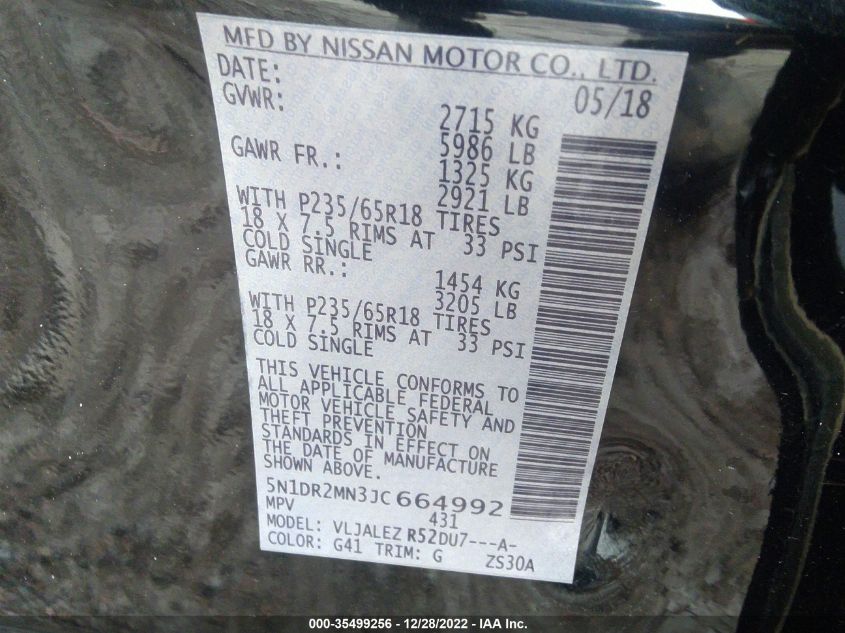 MFD BY NISSAN MOTOR CO., LTD.
DATE: 05/18
GVWR: 2715 KG
5986 LB
GAWR FR.: 1325 KG
2921 LB
WITH P235/65R18 TIRES
18 X 7.5 RIMS AT 33 PSI
COLD SINGLE
GAWR RR.: 1454 KG
3205 LB
WITH P235/65R18 TIRES
18 X 7.5 RIMS AT 33 PSI
COLD SINGLE
THIS VEHICLE CONFORMS TO
ALL APPLICABLE FEDERAL
MOTOR VEHICLE SAFETY AND
THEFT PREVENTION
STANDARDS IN EFFECT ON
THE DATE OF MANUFACTURE
SHOWN ABOVE.
5N1DR2MN3JC664992
MPV 431
MODEL: VLJALEZ R52DU7---A-
COLOR: G41 TRIM: G ZS30A
000-35499256 - 12/28/2022 - IAA Inc.